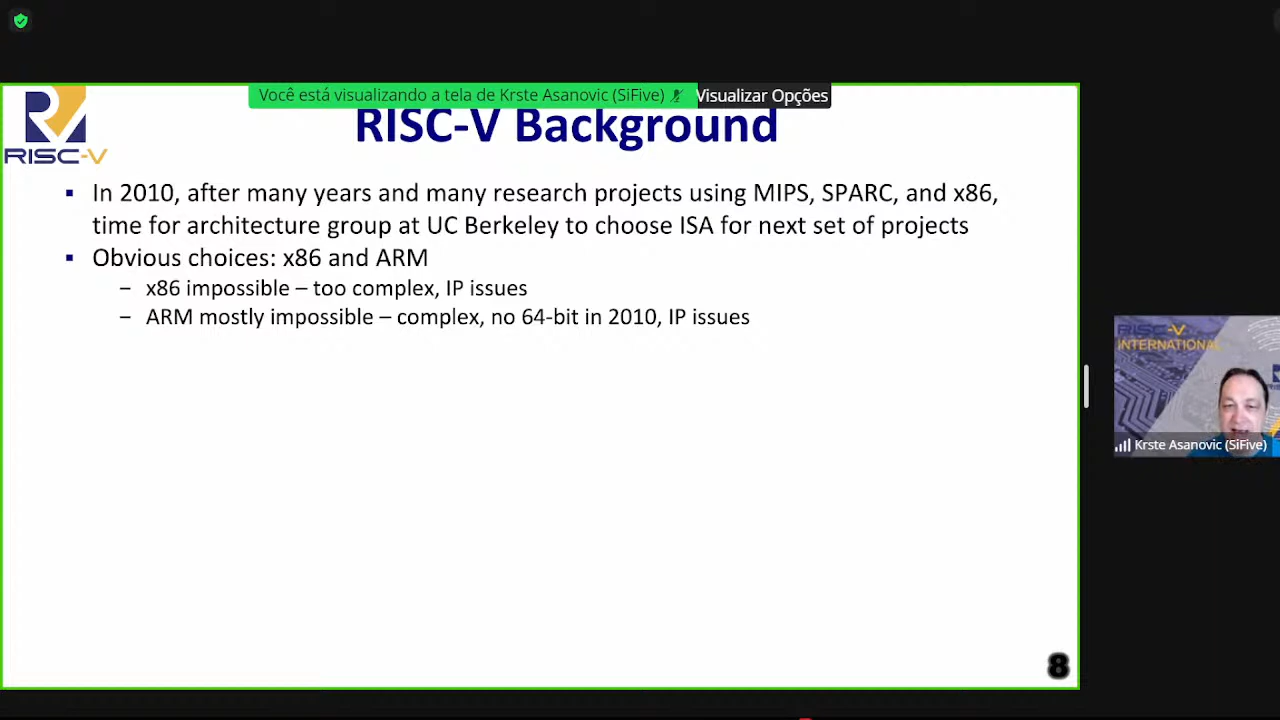 Você está visualizando a tela de Krste Asanovic (SiFive)
Visualizar Opções
RISC-V
RISC-V Background
▪ In 2010, after many years and many research projects using MIPS, SPARC, and x86,
time for architecture group at UC Berkeley to choose ISA for next set of projects
▪ Obvious choices: x86 and ARM
– x86 impossible – too complex, IP issues
– ARM mostly impossible – complex, no 64-bit in 2010, IP issues
RISC-V
INTERNATIONAL
Krste Asanovic (SiFive)
8